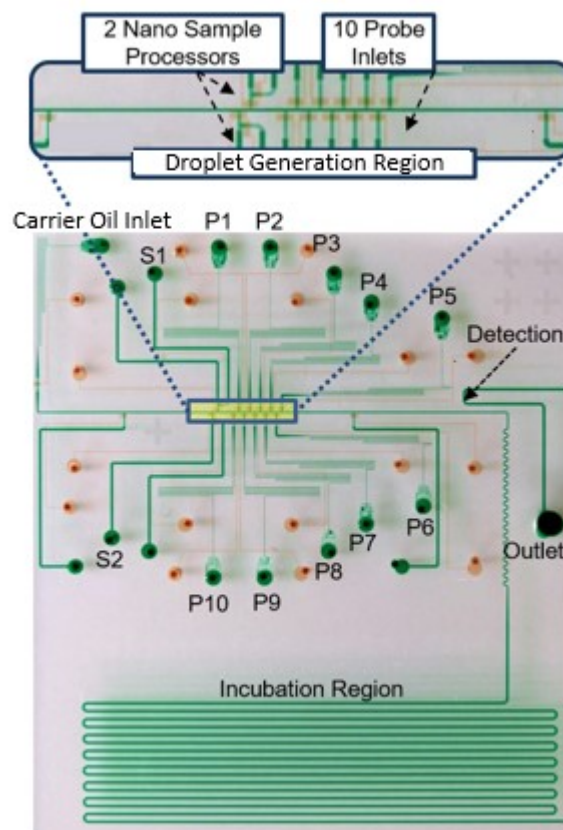 2 Nano Sample
Processors
10 Probe
Inlets
Droplet Generation Region
Carrier Oil Inlet
P1
P2
P3
S1
P4
P5
Detection
P6
P7
Outlet
S2
P8
P10
P9
Incubation Region